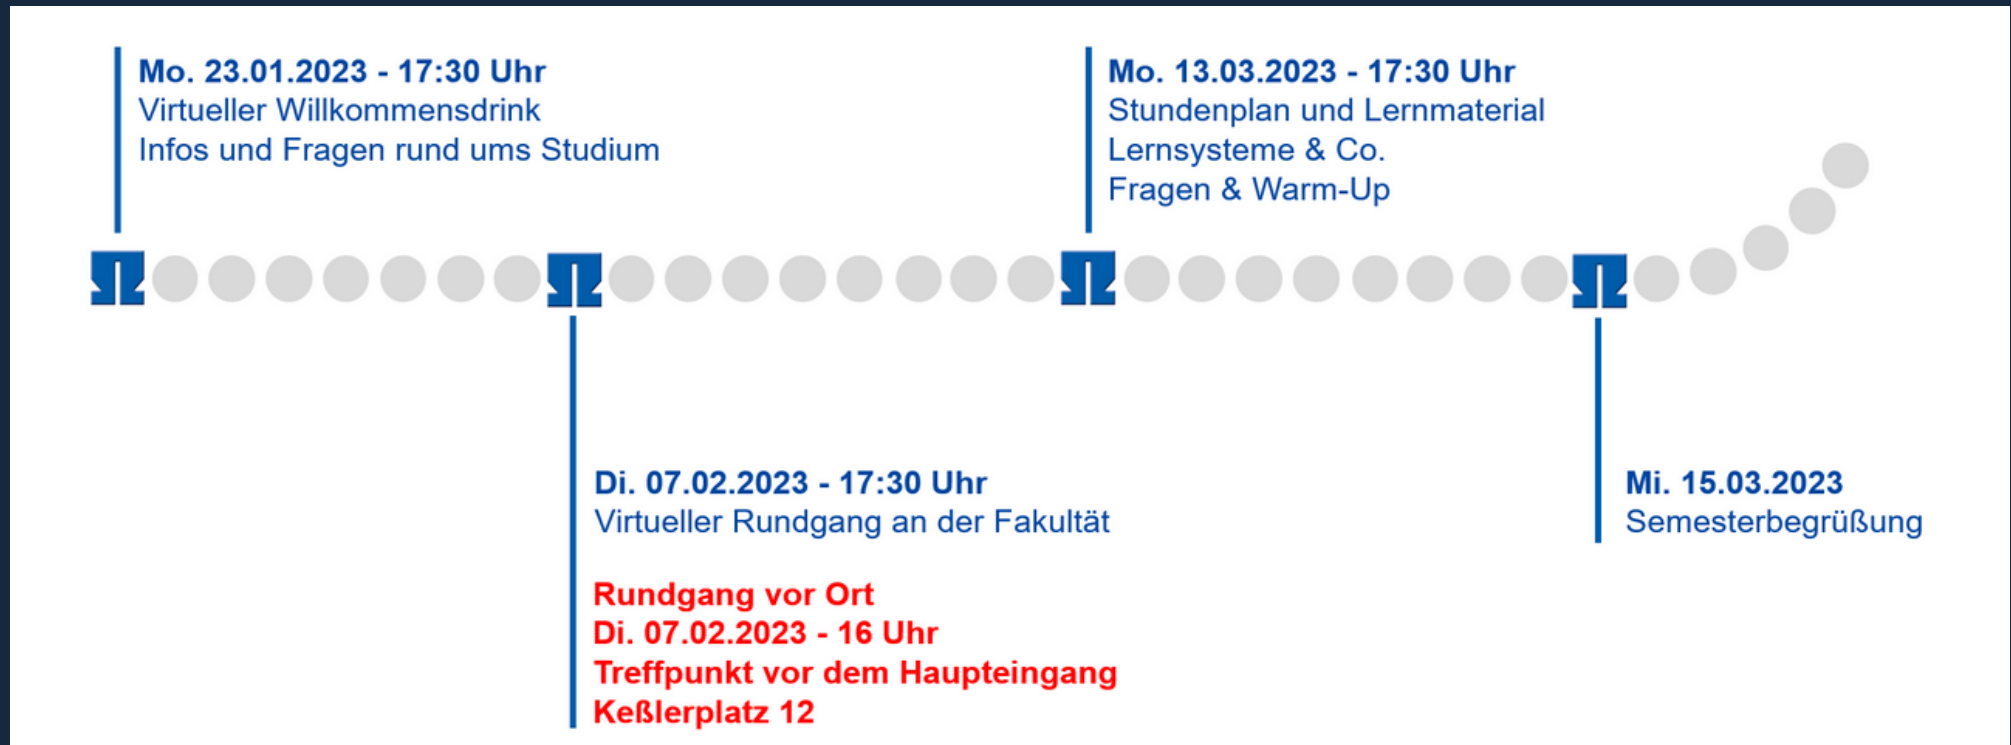 Mo. 23.01.2023 - 17:30 Uhr
Virtueller Willkommensdrink
Infos und Fragen rund ums Studium
Mo. 13.03.2023 - 17:30 Uhr
Stundenplan und Lernmaterial
Lernsysteme & Co.
Fragen & Warm-Up
Di. 07.02.2023 - 17:30 Uhr
Virtueller Rundgang an der Fakultät
Rundgang vor Ort
Di. 07.02.2023 - 16 Uhr
Treffpunkt vor dem Haupteingang
Keßlerplatz 12
Mi. 15.03.2023
Semesterbegrüßung